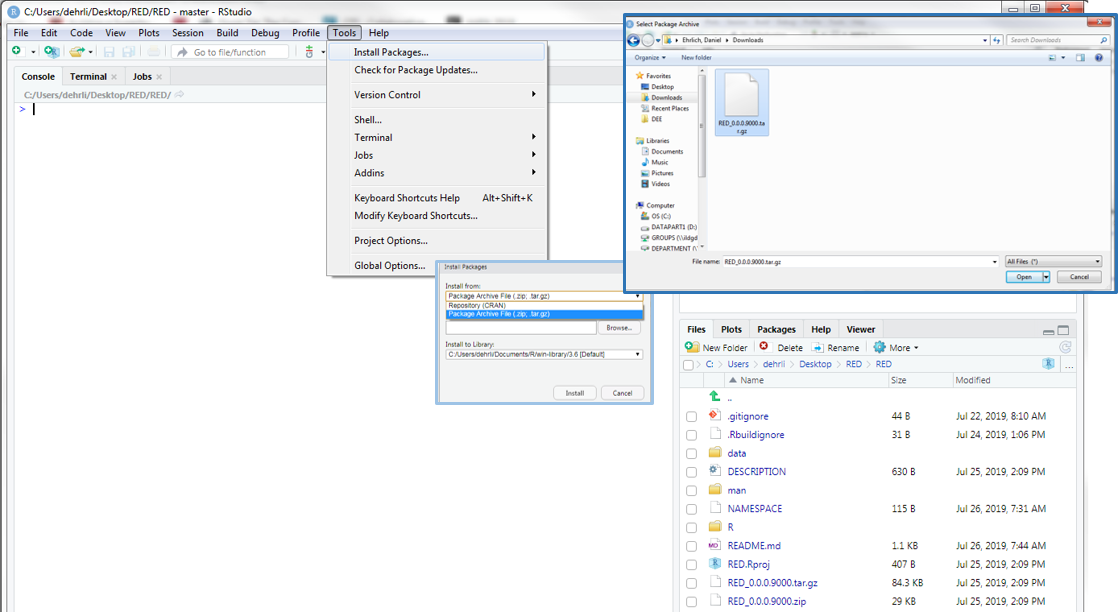 C:/Users/dehrli/Desktop/RED/RED - master - RStudio
File Edit Code View Plots Session Build Debug Profile Tools Help
Go to file/function
Console Terminal Jobs
C:/Users/dehrli/Desktop/RED/RED/
>
Install Packages...
Check for Package Updates...
Version Control
Shell...
Terminal
Jobs
Addins
Keyboard Shortcuts Help Alt+Shift+K
Modify Keyboard Shortcuts...
Project Options...
Global Options...
Install Packages
Install from:
Package Archive File (.zip; .tar.gz)
Repository (CRAN)
Package Archive File (.zip; .tar.gz)
Browse...
Install to Library:
C:/Users/dehrli/Documents/R/win-library/3.6 [Default]
Install Cancel
Select Package Archive
Ehrlich, Daniel Downloads
Search Downloads
Organize New folder
Favorites
Desktop
Downloads
Recent Places
DEE
Libraries
Documents
Music
Pictures
Videos
Computer
OS (C:)
DATAPART1 (D:)
GROUPS (\\ildgd
DEPARTMENT (\
RED_0.0.0.9000.ta
r.gz
File name: RED_0.0.0.9000.tar.gz
All Files (*)
Open Cancel
Files Plots Packages Help Viewer
New Folder Delete Rename More
C: Users dehrli Desktop RED RED
...
Name Size Modified
..
.gitignore 44 B Jul 22, 2019, 8:10 AM
.Rbuildignore 31 B Jul 24, 2019, 1:06 PM
data
DESCRIPTION 630 B Jul 25, 2019, 2:09 PM
man
NAMESPACE 115 B Jul 26, 2019, 7:31 AM
R
README.md 1.1 KB Jul 26, 2019, 7:44 AM
RED.Rproj 407 B Jul 25, 2019, 2:09 PM
RED_0.0.0.9000.tar.gz 84.3 KB Jul 25, 2019, 2:09 PM
RED_0.0.0.9000.zip 29 KB Jul 25, 2019, 2:09 PM